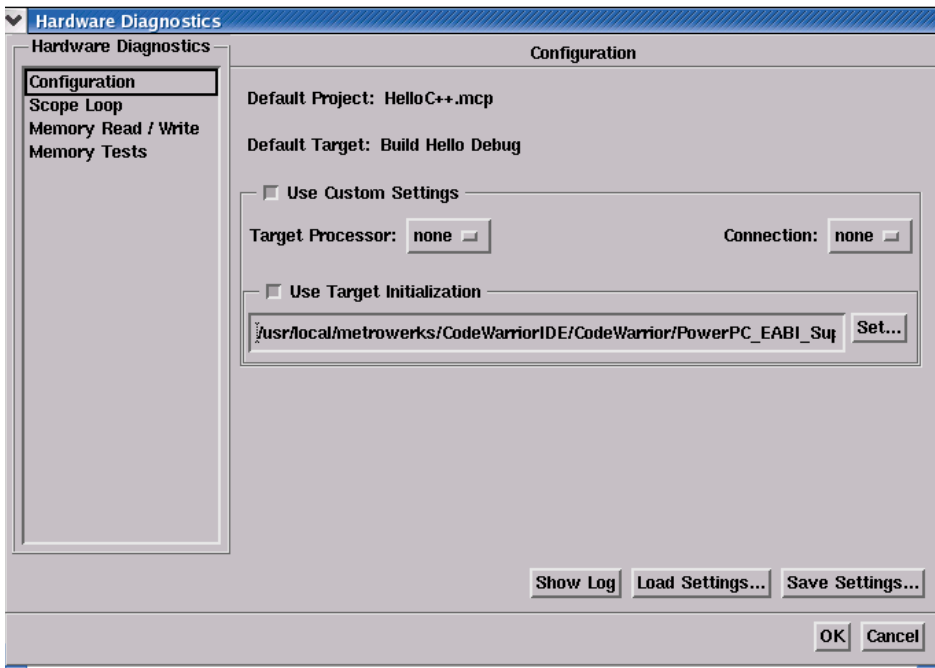 Hardware Diagnostics
Hardware Diagnostics
Configuration
Scope Loop
Memory Read / Write
Memory Tests
Configuration
Default Project: HelloC++.mcp
Default Target: Build Hello Debug
Use Custom Settings
Target Processor: none
Connection: none
Use Target Initialization
/usr/local/metrowerks/CodeWarriorIDE/CodeWarrior/PowerPC_EABI_Sup
Set...
Show Log
Load Settings...
Save Settings...
OK
Cancel